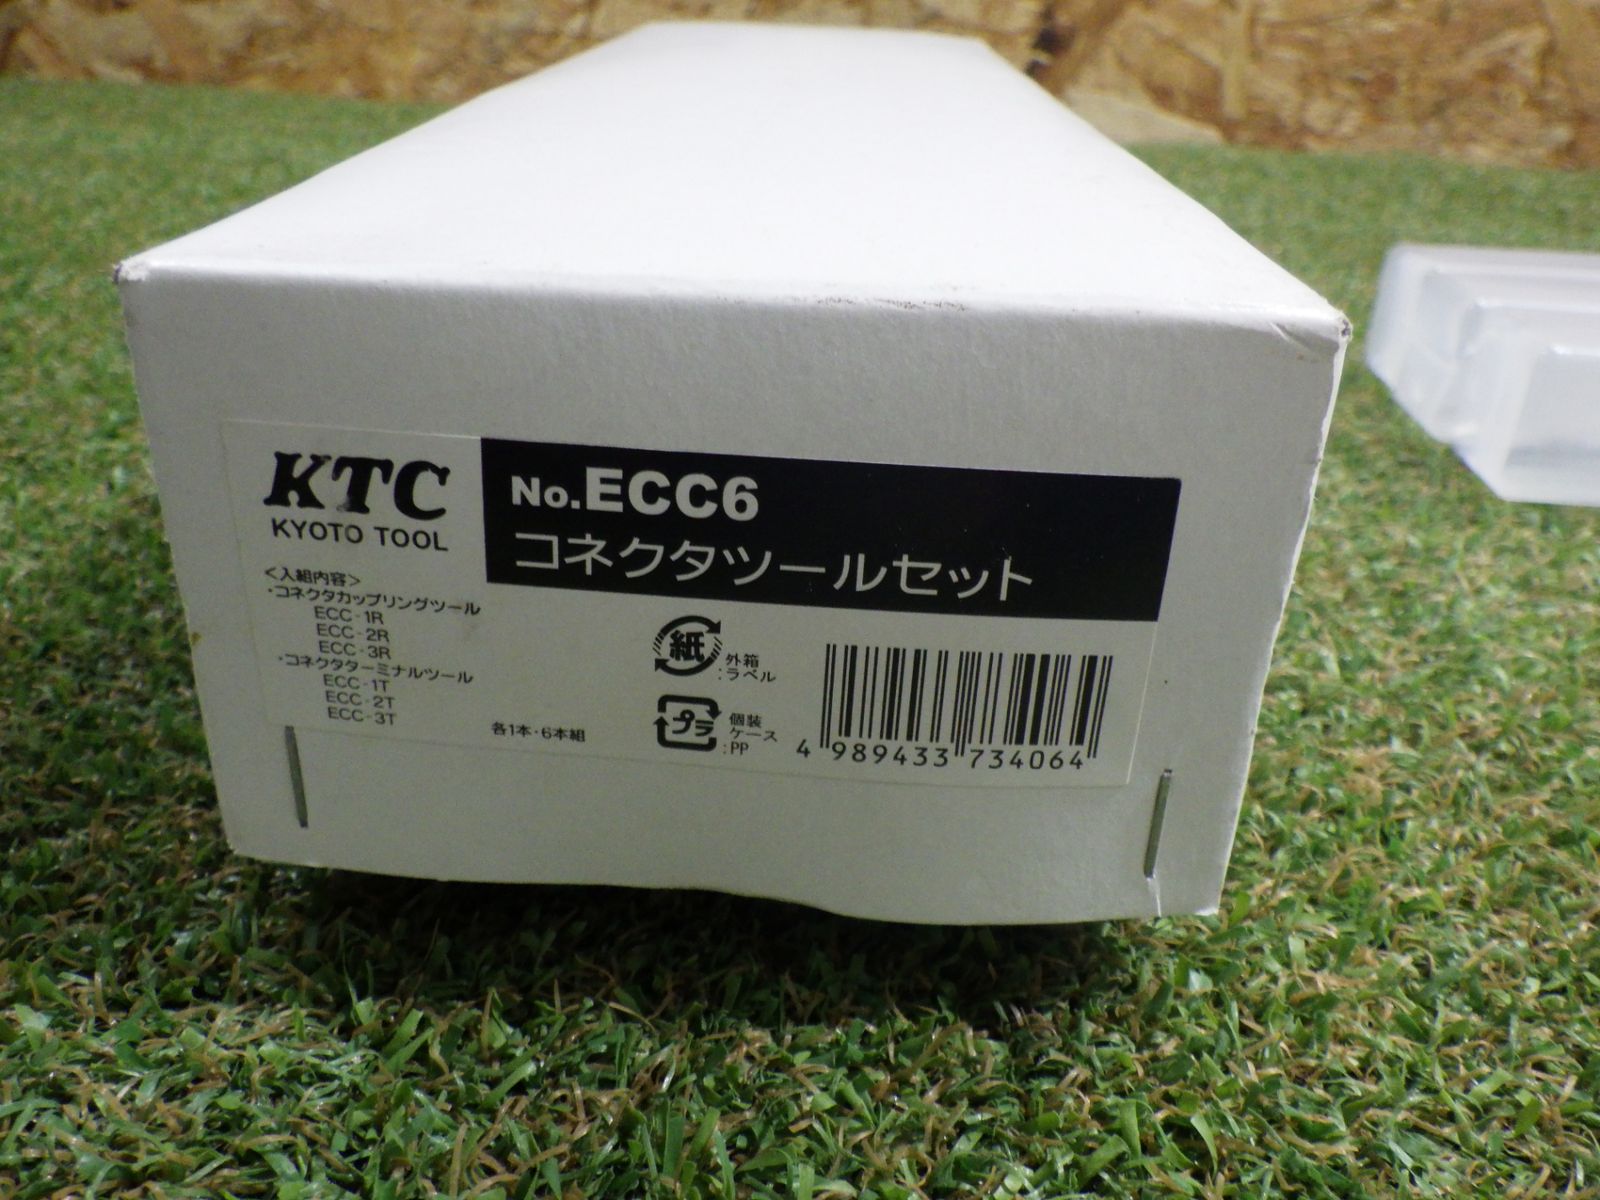 KTC
KYOTO TOOL
No.ECC6
コネクタツールセット
<入組内容>
・コネクタカップリングツール
ECC-1R
ECC-2R
ECC-3R
・コネクタターミナルツール
ECC-1T
ECC-2T
ECC-3T
各1本・6本組
紙
外箱
:ラベル
プラ
個装
ケース
:PP
4 989433 734064